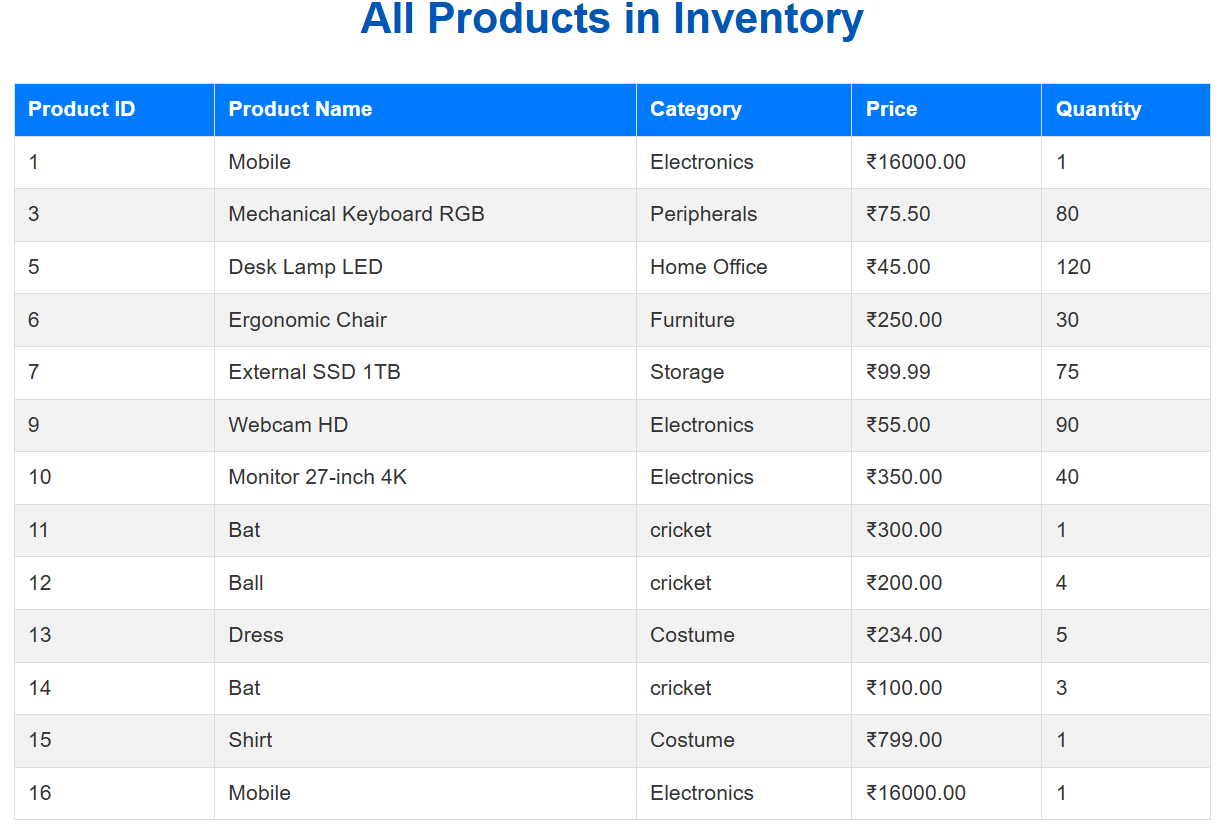 All Products in Inventory
Product ID Product Name Category Price Quantity
1 Mobile Electronics ₹16000.00 1
3 Mechanical Keyboard RGB Peripherals ₹75.50 80
5 Desk Lamp LED Home Office ₹45.00 120
6 Ergonomic Chair Furniture ₹250.00 30
7 External SSD 1TB Storage ₹99.99 75
9 Webcam HD Electronics ₹55.00 90
10 Monitor 27-inch 4K Electronics ₹350.00 40
11 Bat cricket ₹300.00 1
12 Ball cricket ₹200.00 4
13 Dress Costume ₹234.00 5
14 Bat cricket ₹100.00 3
15 Shirt Costume ₹799.00 1
16 Mobile Electronics ₹16000.00 1